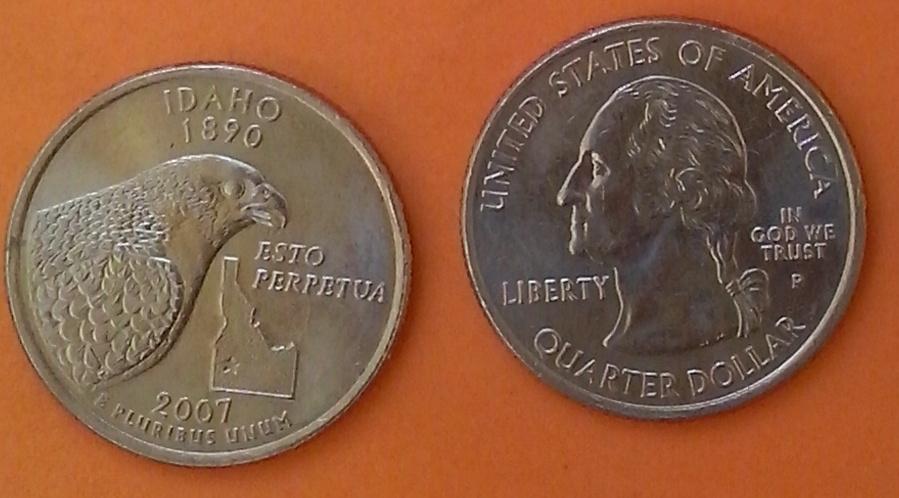 IDAHO
1890
ESTO
PERPETUA
2007
E PLURIBUS UNUM
UNITED STATES OF AMERICA
IN
GOD WE
TRUST
P
LIBERTY
QUARTER DOLLAR